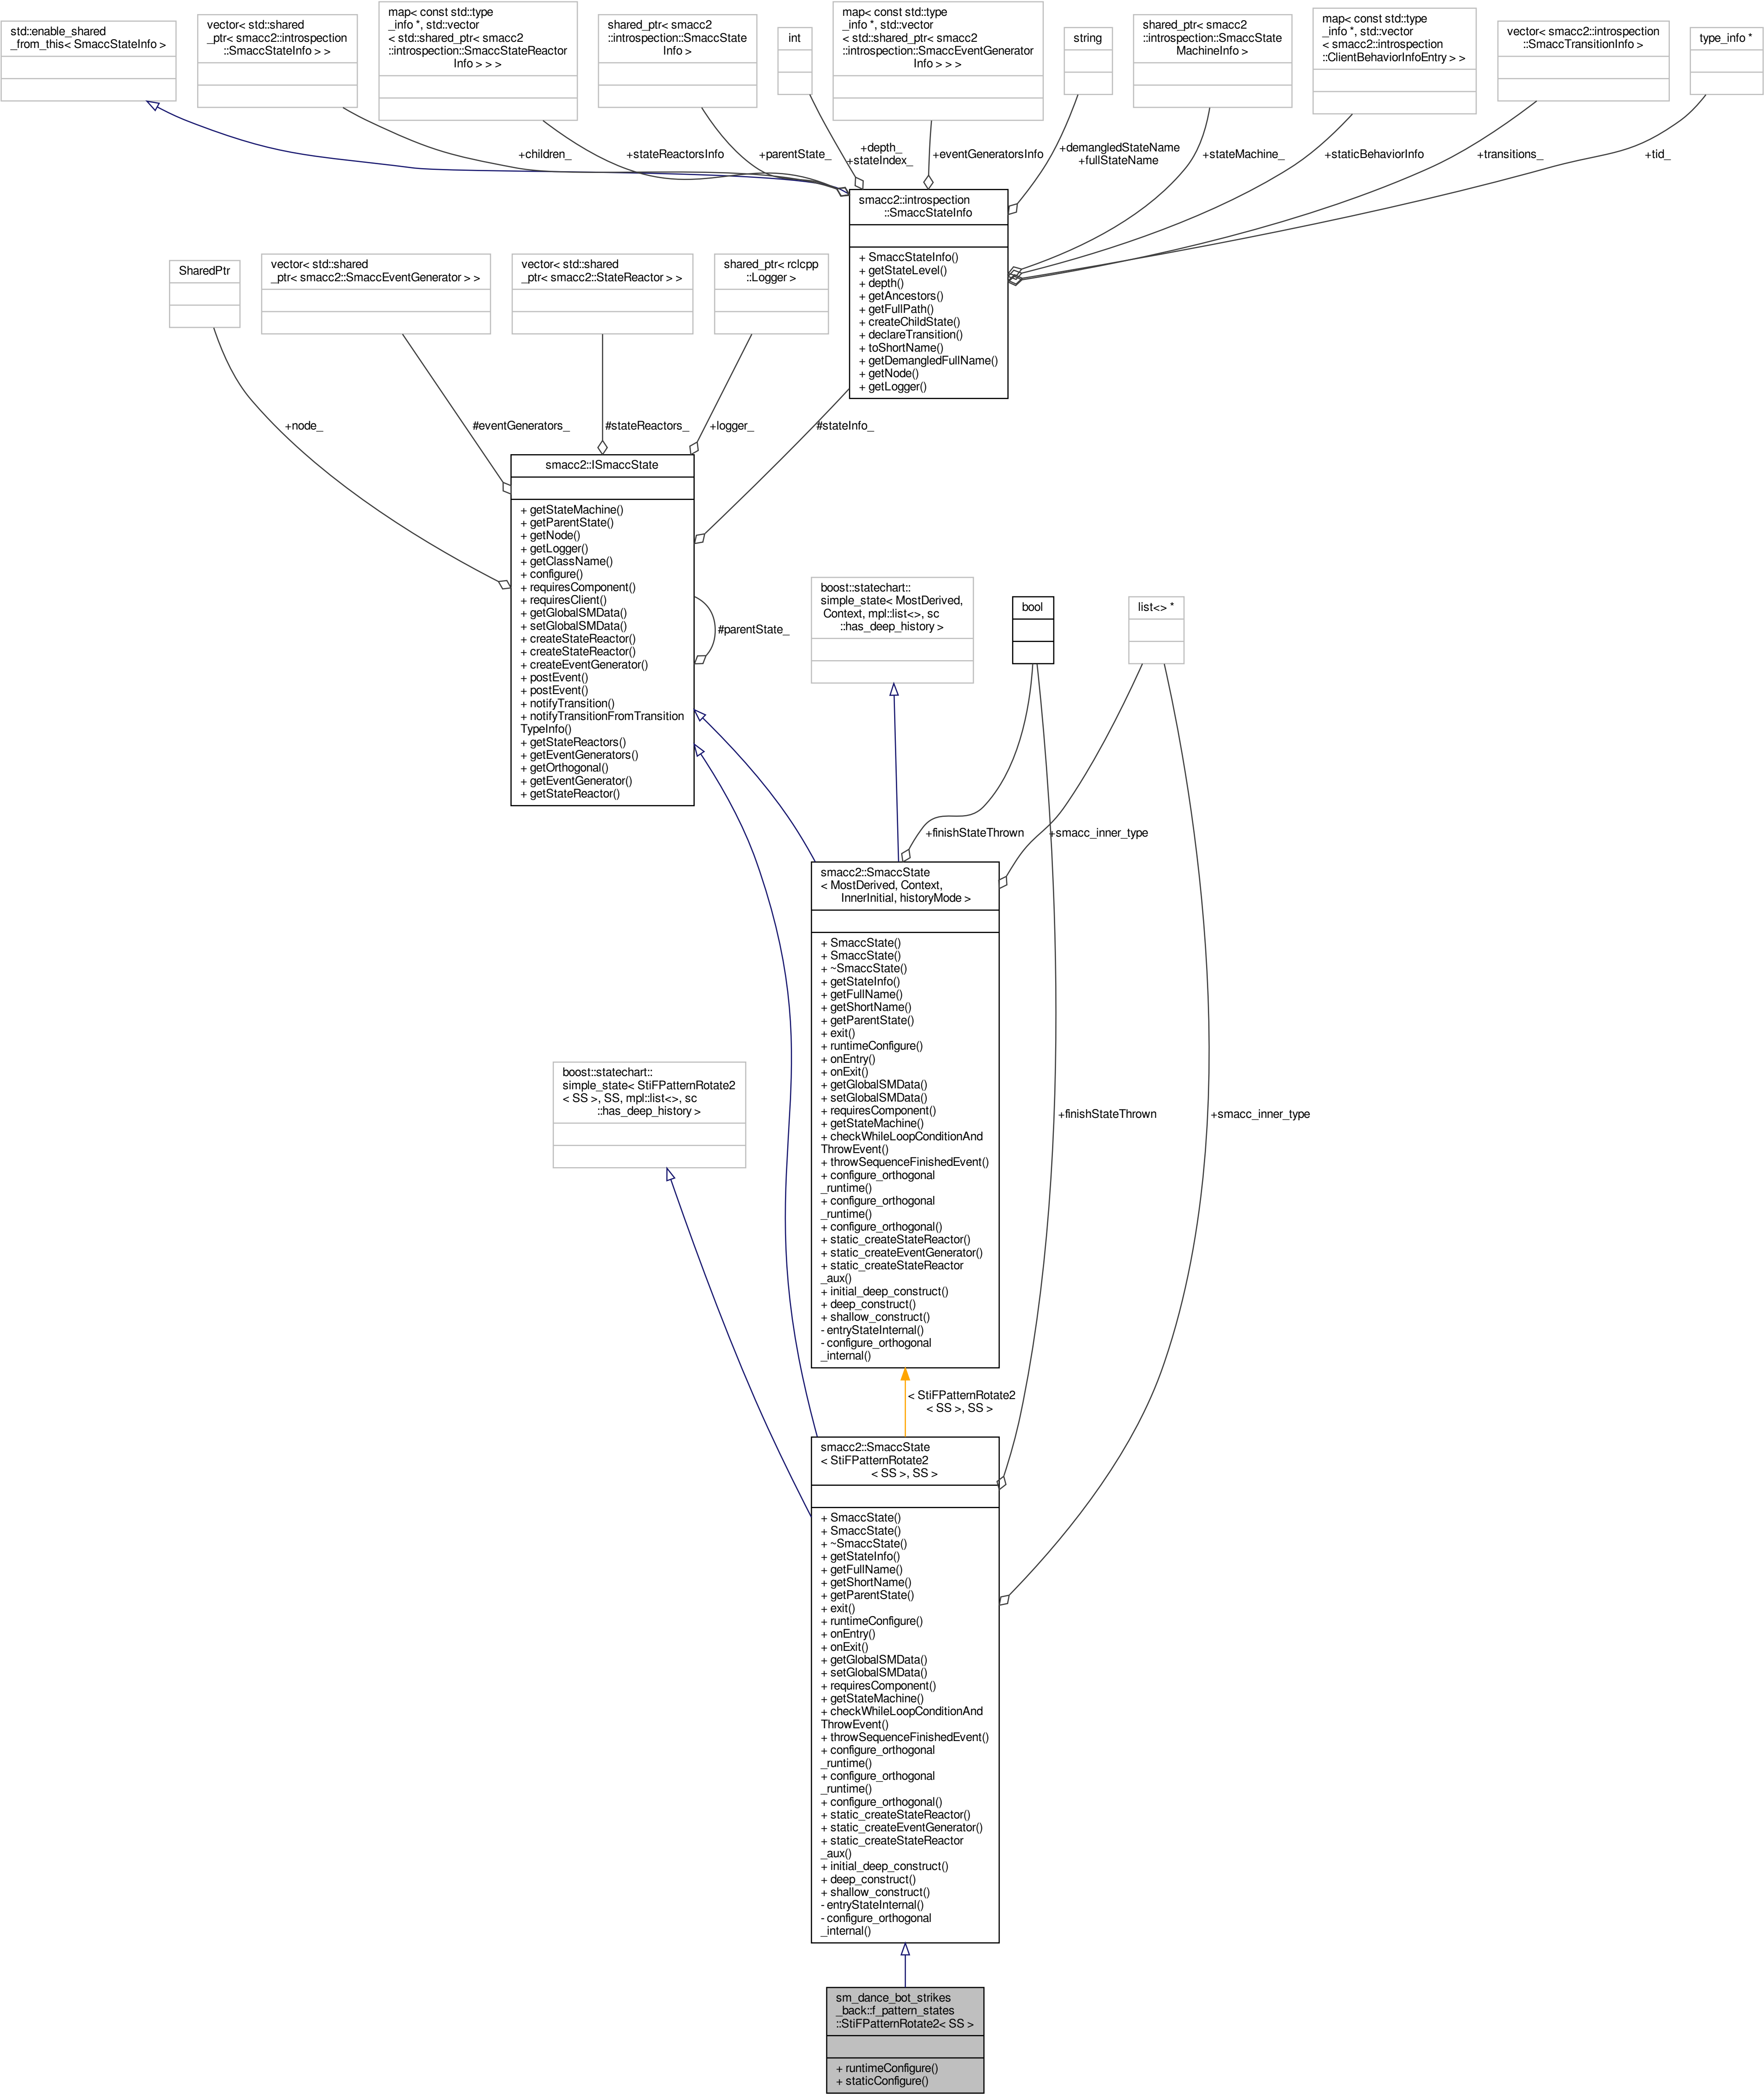 std::enable_shared
_from_this< SmaccStateInfo >
vector< std::shared
_ptr< smacc2::introspection
::SmaccStateInfo > >
map< const std::type
_info *, std::vector
< std::shared_ptr< smacc2
::introspection::SmaccStateReactor
Info > > >
shared_ptr< smacc2
::introspection::SmaccState
Info >
int
map< const std::type
_info *, std::vector
< std::shared_ptr< smacc2
::introspection::SmaccEventGenerator
Info > > >
string
shared_ptr< smacc2
::introspection::SmaccState
MachineInfo >
map< const std::type
_info *, std::vector
< smacc2::introspection
::ClientBehaviorInfoEntry > >
vector< smacc2::introspection
::SmaccTransitionInfo >
type_info *
+children_
+stateReactorsInfo
+parentState_
+depth_
+stateIndex_
+eventGeneratorsInfo
+demangledStateName
+fullStateName
+stateMachine_
+staticBehaviorInfo
+transitions_
+tid_
smacc2::introspection
::SmaccStateInfo
+ SmaccStateInfo()
+ getStateLevel()
+ depth()
+ getAncestors()
+ getFullPath()
+ createChildState()
+ declareTransition()
+ toShortName()
+ getDemangledFullName()
+ getNode()
+ getLogger()
SharedPtr
vector< std::shared
_ptr< smacc2::SmaccEventGenerator > >
vector< std::shared
_ptr< smacc2::StateReactor > >
shared_ptr< rclcpp
::Logger >
+node_
#eventGenerators_
#stateReactors_
+logger_
#stateInfo_
smacc2::ISmaccState
+ getStateMachine()
+ getParentState()
+ getNode()
+ getLogger()
+ getClassName()
+ configure()
+ requiresComponent()
+ requiresClient()
+ getGlobalSMData()
+ setGlobalSMData()
+ createStateReactor()
+ createStateReactor()
+ createEventGenerator()
+ postEvent()
+ postEvent()
+ notifyTransition()
+ notifyTransitionFromTransition
TypeInfo()
+ getStateReactors()
+ getEventGenerators()
+ getOrthogonal()
+ getEventGenerator()
+ getStateReactor()
#parentState_
boost::statechart::
simple_state< MostDerived,
Context, mpl::list<>, sc
::has_deep_history >
bool
list<> *
+finishStateThrown
+smacc_inner_type
smacc2::SmaccState
< MostDerived, Context,
InnerInitial, historyMode >
+ SmaccState()
+ SmaccState()
+ ~SmaccState()
+ getStateInfo()
+ getFullName()
+ getShortName()
+ getParentState()
+ exit()
+ runtimeConfigure()
+ onEntry()
+ onExit()
+ getGlobalSMData()
+ setGlobalSMData()
+ requiresComponent()
+ getStateMachine()
+ checkWhileLoopConditionAnd
ThrowEvent()
+ throwSequenceFinishedEvent()
+ configure_orthogonal
_runtime()
+ configure_orthogonal
_runtime()
+ configure_orthogonal()
+ static_createStateReactor()
+ static_createEventGenerator()
+ static_createStateReactor
_aux()
+ initial_deep_construct()
+ deep_construct()
+ shallow_construct()
- entryStateInternal()
- configure_orthogonal
_internal()
boost::statechart::
simple_state< StiFPatternRotate2
< SS >, SS, mpl::list<>, sc
::has_deep_history >
+finishStateThrown
+smacc_inner_type
< StiFPatternRotate2
< SS >, SS >
smacc2::SmaccState
< StiFPatternRotate2
< SS >, SS >
+ SmaccState()
+ SmaccState()
+ ~SmaccState()
+ getStateInfo()
+ getFullName()
+ getShortName()
+ getParentState()
+ exit()
+ runtimeConfigure()
+ onEntry()
+ onExit()
+ getGlobalSMData()
+ setGlobalSMData()
+ requiresComponent()
+ getStateMachine()
+ checkWhileLoopConditionAnd
ThrowEvent()
+ throwSequenceFinishedEvent()
+ configure_orthogonal
_runtime()
+ configure_orthogonal
_runtime()
+ configure_orthogonal()
+ static_createStateReactor()
+ static_createEventGenerator()
+ static_createStateReactor
_aux()
+ initial_deep_construct()
+ deep_construct()
+ shallow_construct()
- entryStateInternal()
- configure_orthogonal
_internal()
sm_dance_bot_strikes
_back::f_pattern_states
::StiFPatternRotate2< SS >
+ runtimeConfigure()
+ staticConfigure()